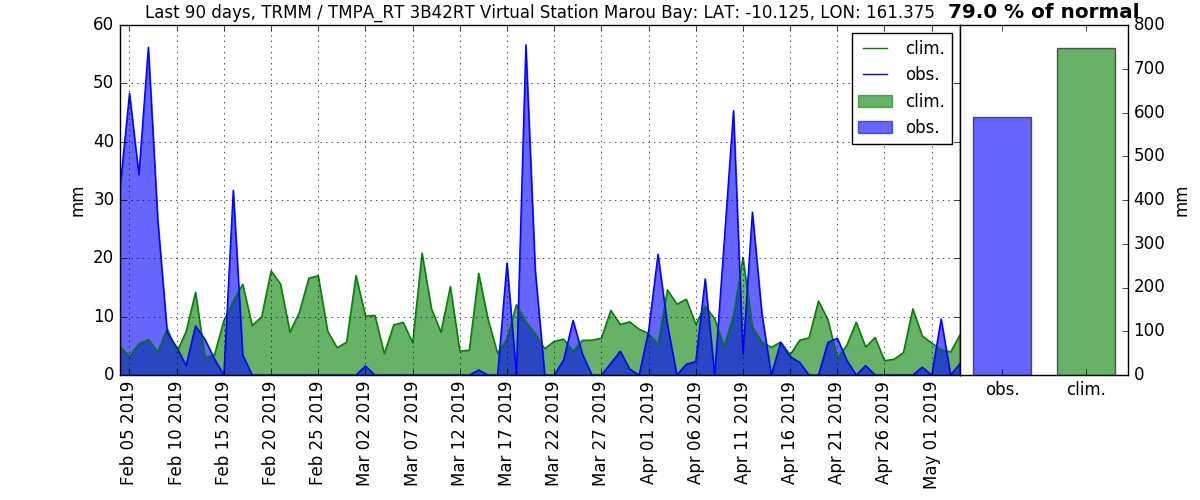 Last 90 days, TRMM / TMPA_RT 3B42RT Virtual Station Marou Bay: LAT: -10.125, LON: 161.375
79.0 % of normal
60
50
40
30
20
10
0
mm
clim.
obs.
clim.
obs.
Feb 05 2019
Feb 10 2019
Feb 15 2019
Feb 20 2019
Feb 25 2019
Mar 02 2019
Mar 07 2019
Mar 12 2019
Mar 17 2019
Mar 22 2019
Mar 27 2019
Apr 01 2019
Apr 06 2019
Apr 11 2019
Apr 16 2019
Apr 21 2019
Apr 26 2019
May 01 2019
800
700
600
500
400
300
200
100
0
mm
obs.
clim.